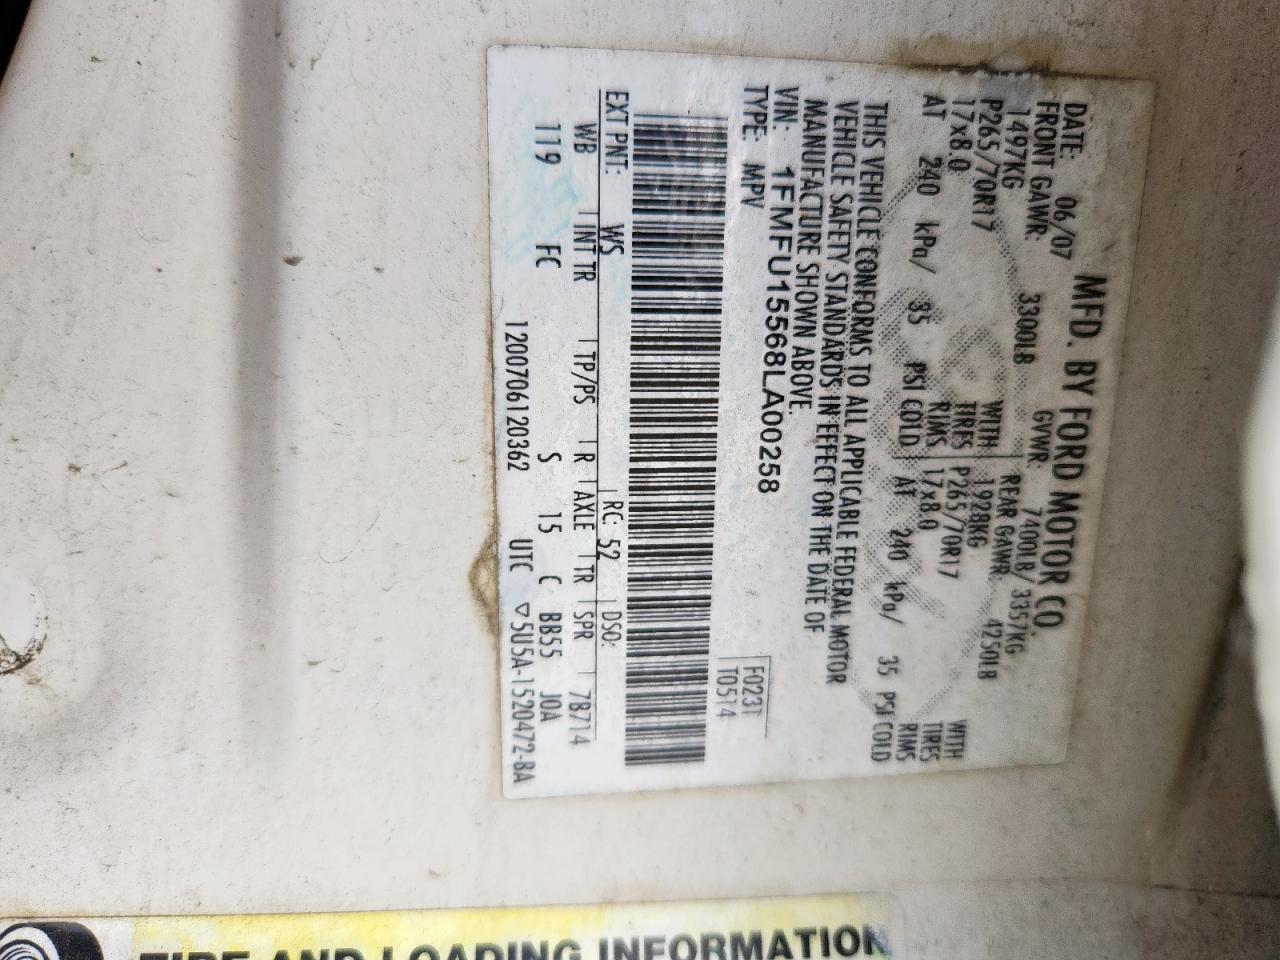 MFD. BY FORD MOTOR CO.
DATE: 06/07 GVWR: 7400LB/ 3357KG
FRONT GAWR: 3300LB REAR GAWR: 4250LB
1497KG WITH 1928KG WITH
P265/70R17 TIRES P265/70R17 TIRES
17x8.0 RIMS 17x8.0 RIMS
AT 240 kPa/ 35 PSI COLD AT 240 kPa/ 35 PSI COLD
THIS VEHICLE CONFORMS TO ALL APPLICABLE FEDERAL MOTOR
VEHICLE SAFETY STANDARDS IN EFFECT ON THE DATE OF
MANUFACTURE SHOWN ABOVE.
VIN: 1FMFU15568LA00258
TYPE: MPV
F0231
T0514
EXT PNT: WS RC: 52 DSO:
WB INT TR TP/PS R AXLE TR SPR 7B714
119 FC S 15 C BB55 J0A
1200706120362 UTC ▽5U5A-1520472-BA
TIRE AND LOADING INFORMATION